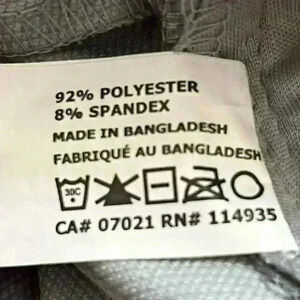 92% POLYESTER
8% SPANDEX
MADE IN BANGLADESH
FABRIQUÉ AU BANGLADESH
30C
CA# 07021 RN# 114935